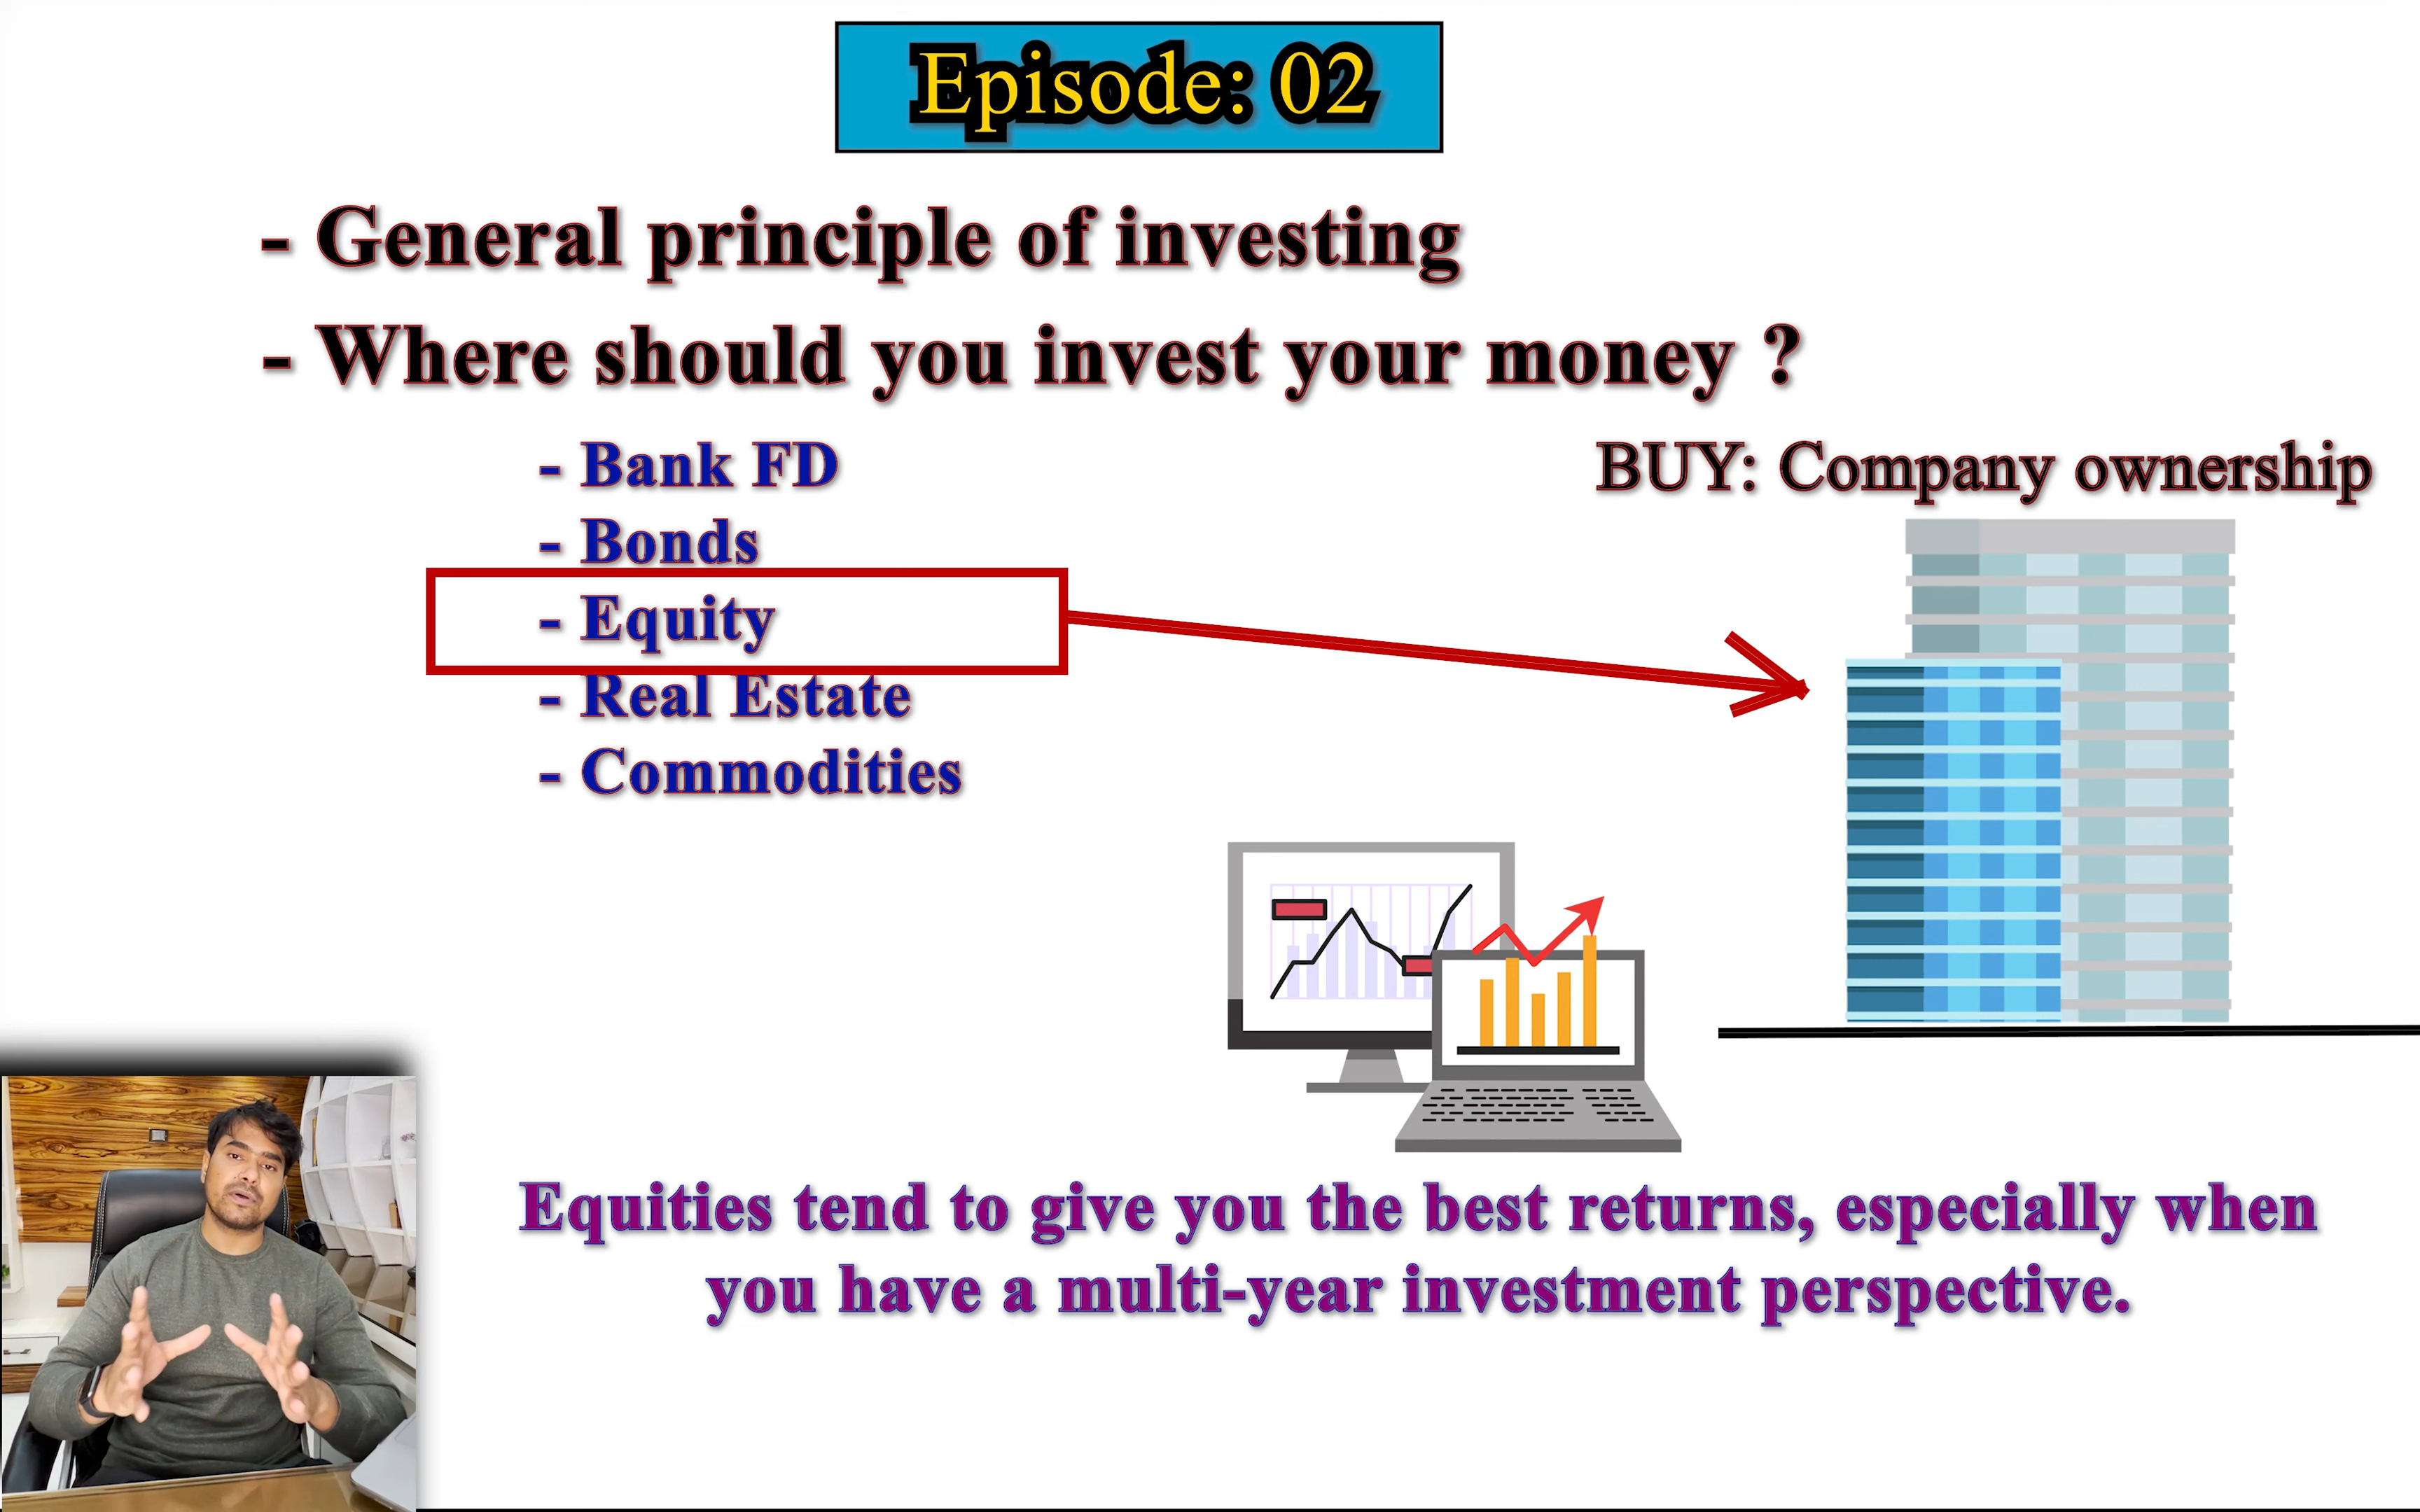 Episode: 02
- General principle of investing
- Where should you invest your money ?
- Bank FD
- Bonds
- Equity
- Real Estate
- Commodities
BUY: Company ownership
Equities tend to give you the best returns, especially when
you have a multi-year investment perspective.